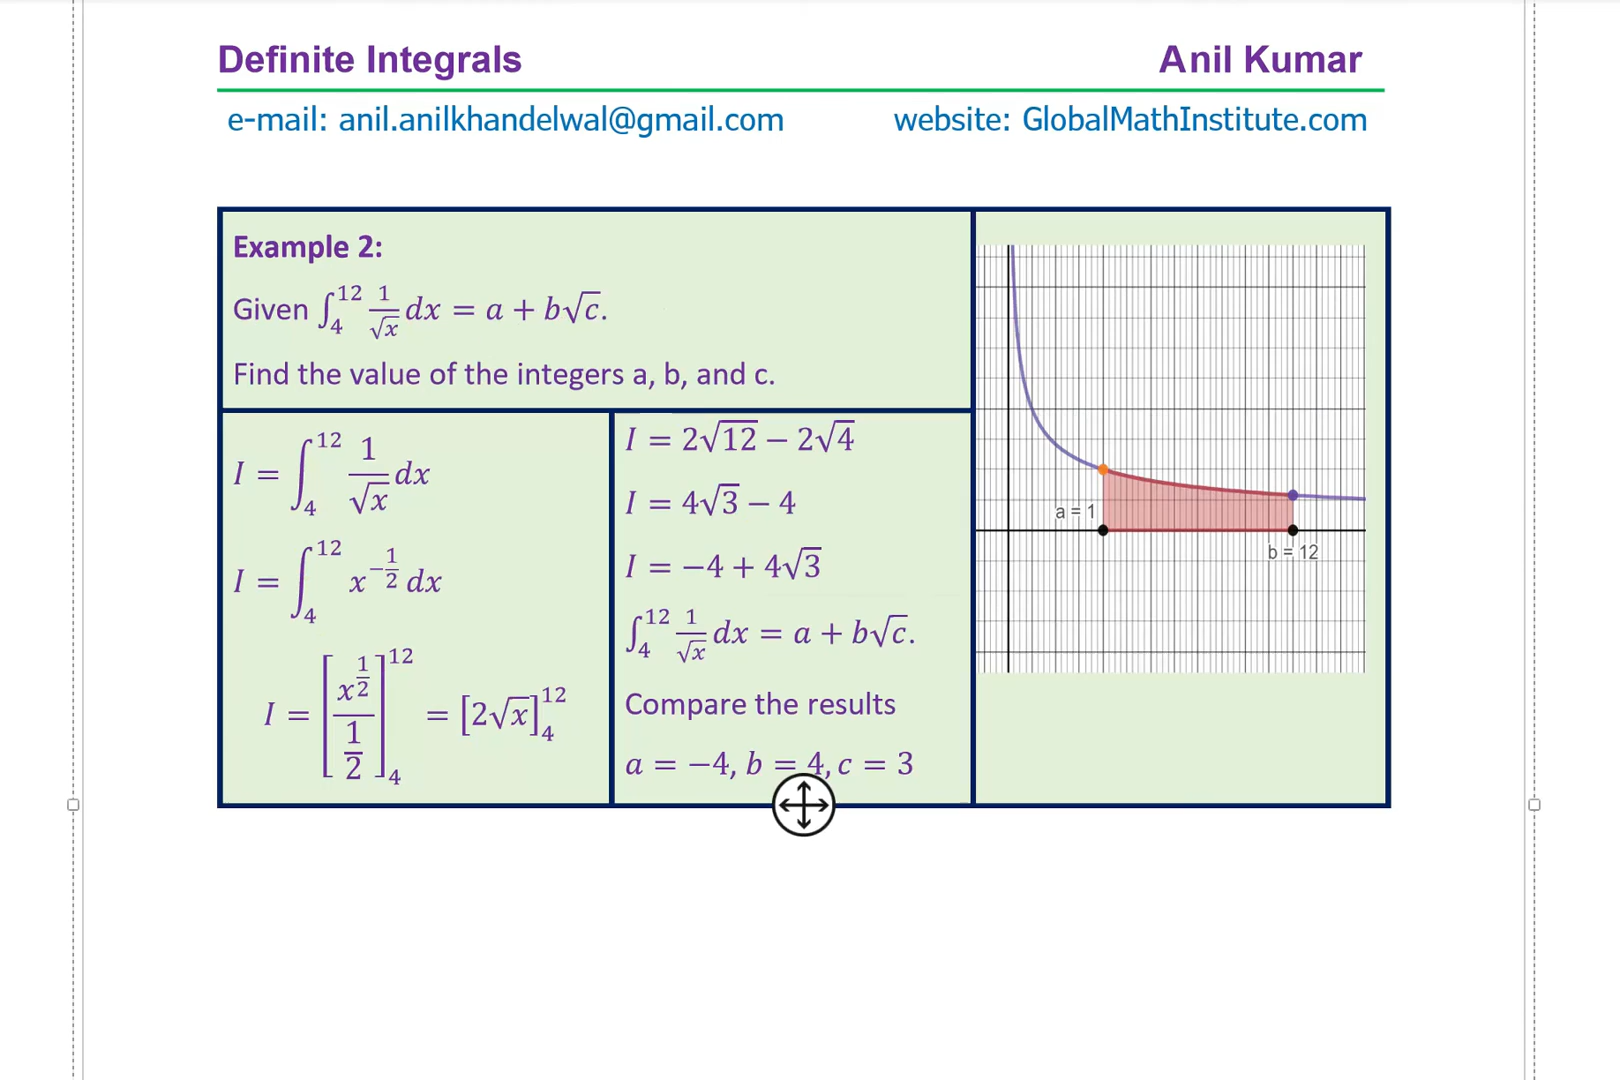 Definite Integrals Anil Kumar
e-mail: anil.anilkhandelwal@gmail.com website: GlobalMathInstitute.com
Example 2:
Given ∫₄¹² 1/√x dx = a + b√c.
Find the value of the integers a, b, and c.
I = ∫₄¹² 1/√x dx
I = ∫₄¹² x^(-1/2) dx
I = [x^(1/2) / (1/2)]₄¹² = [2√x]₄¹²
I = 2√12 − 2√4
I = 4√3 − 4
I = −4 + 4√3
∫₄¹² 1/√x dx = a + b√c.
Compare the results
a = −4, b = 4, c = 3
a = 1
b = 12